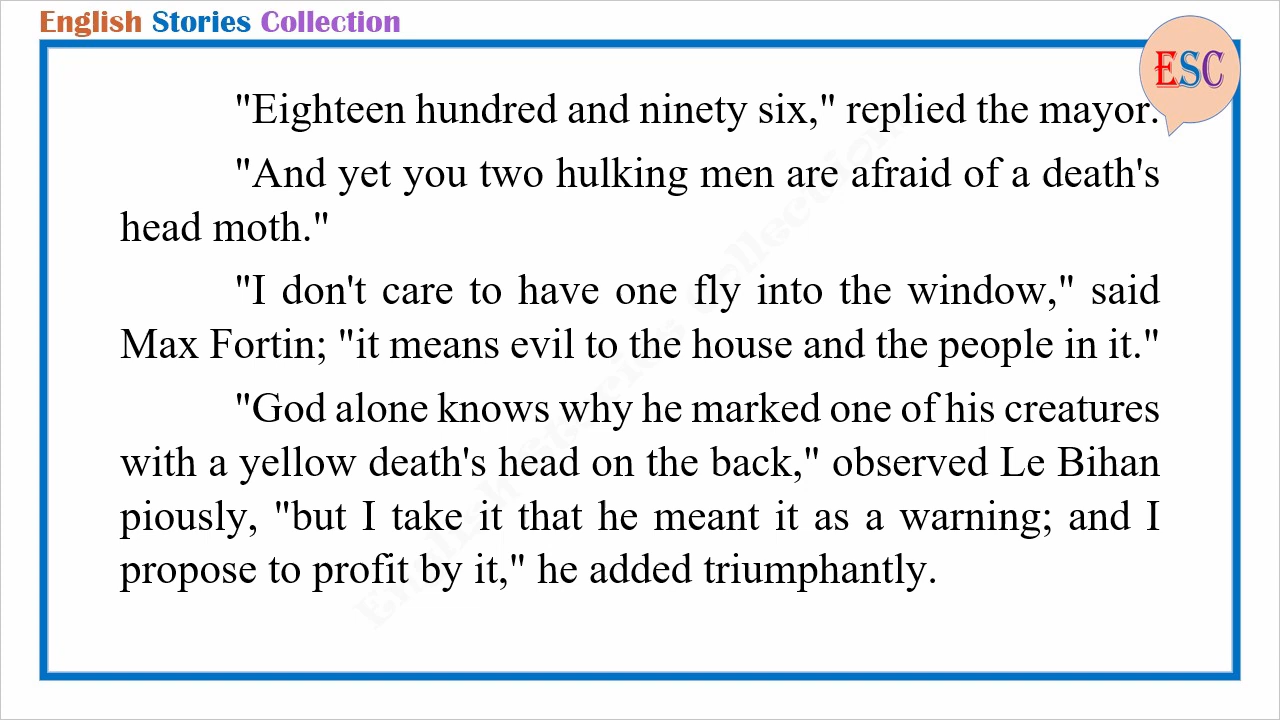 English Stories Collection
ESC
"Eighteen hundred and ninety six," replied the mayor.
"And yet you two hulking men are afraid of a death's
head moth."
"I don't care to have one fly into the window," said
Max Fortin; "it means evil to the house and the people in it."
"God alone knows why he marked one of his creatures
with a yellow death's head on the back," observed Le Bihan
piously, "but I take it that he meant it as a warning; and I
propose to profit by it," he added triumphantly.
English Stories Collection